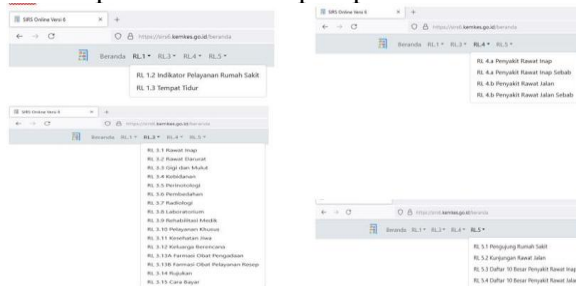 SIRS Online Versi 6
https://sirs6.kemkes.go.id/beranda
Beranda RL.1 RL.3 RL.4 RL.5
RL 1.2 Indikator Pelayanan Rumah Sakit
RL 1.3 Tempat Tidur
SIRS Online Versi 6
https://sirs6.kemkes.go.id/beranda
Beranda RL.1 RL.3 RL.4 RL.5
RL 3.1 Rawat Inap
RL 3.2 Rawat Darurat
RL 3.3 Gigi dan Mulut
RL 3.4 Kebidanan
RL 3.5 Perinatologi
RL 3.6 Pembedahan
RL 3.7 Radiologi
RL 3.8 Laboratorium
RL 3.9 Rehabilitasi Medik
RL 3.10 Pelayanan Khusus
RL 3.11 Kesehatan Jiwa
RL 3.12 Keluarga Berencana
RL 3.13A Farmasi Obat Pengadaan
RL 3.13B Farmasi Obat Pelayanan Resep
RL 3.14 Rujukan
RL 3.15 Cara Bayar
SIRS Online Versi 6
https://sirs6.kemkes.go.id/beranda
Beranda RL.1 RL.3 RL.4 RL.5
RL 4.a Penyakit Rawat Inap
RL 4.a Penyakit Rawat Inap Sebab
RL 4.b Penyakit Rawat Jalan
RL 4.b Penyakit Rawat Jalan Sebab
https://sirs6.kemkes.go.id/beranda
Beranda RL.1 RL.3 RL.4 RL.5
RL 5.1 Pengujung Rumah Sakit
RL 5.2 Kunjungan Rawat Jalan
RL 5.3 Daftar 10 Besar Penyakit Rawat Inap
RL 5.4 Daftar 10 Besar Penyakit Rawat Jalan